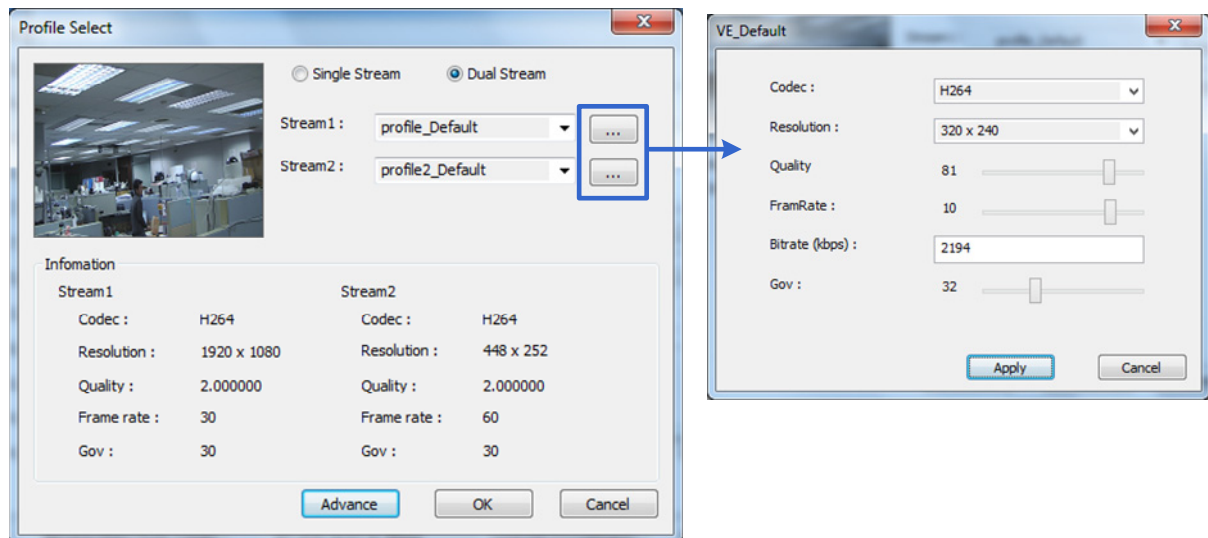 Profile Select
Single Stream Dual Stream
Stream1 : profile_Default ...
Stream2 : profile2_Default ...
Infomation
Stream1 Stream2
Codec : H264 Codec : H264
Resolution : 1920 x 1080 Resolution : 448 x 252
Quality : 2.000000 Quality : 2.000000
Frame rate : 30 Frame rate : 60
Gov : 30 Gov : 30
Advance OK Cancel
VE_Default
Codec : H264
Resolution : 320 x 240
Quality 81
FramRate : 10
Bitrate (kbps) : 2194
Gov : 32
Apply Cancel